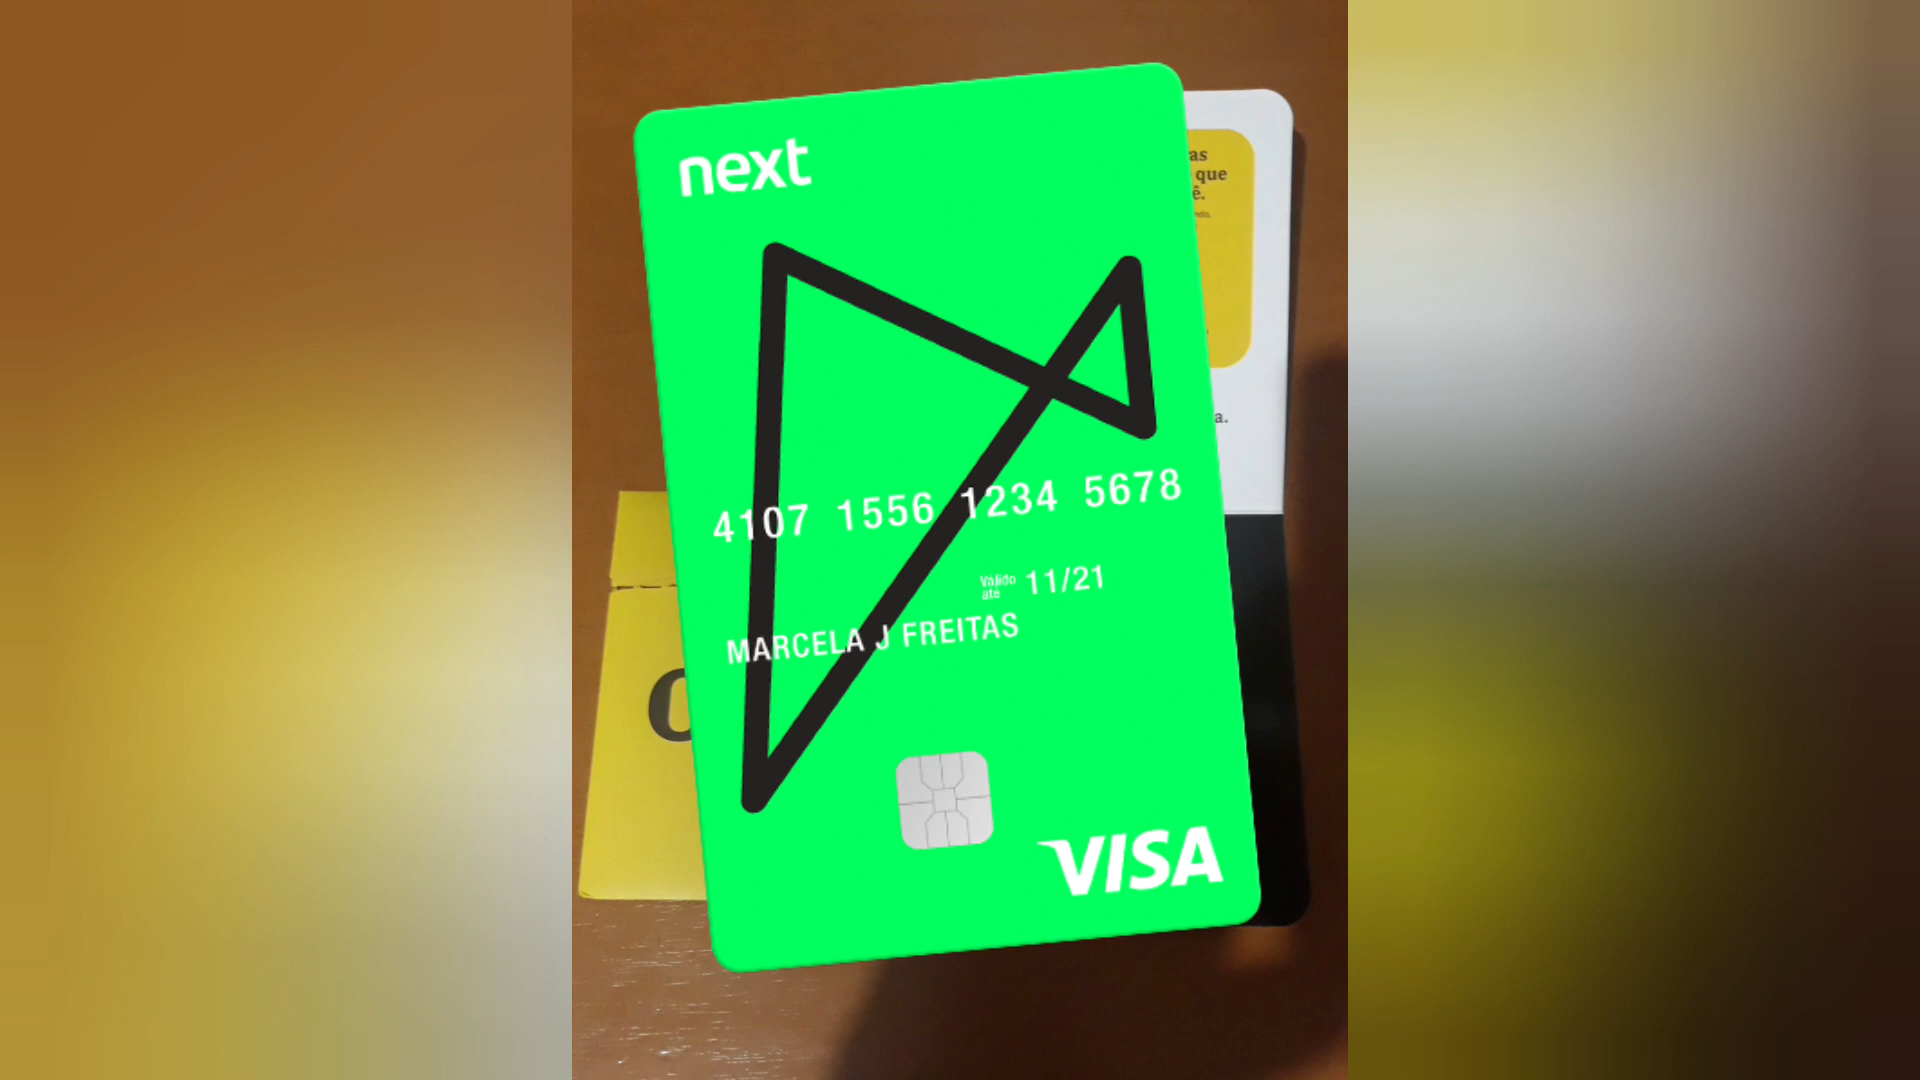 next
que
4107 1556 1234 5678
Válido
até
11/21
MARCELA J FREITAS
VISA